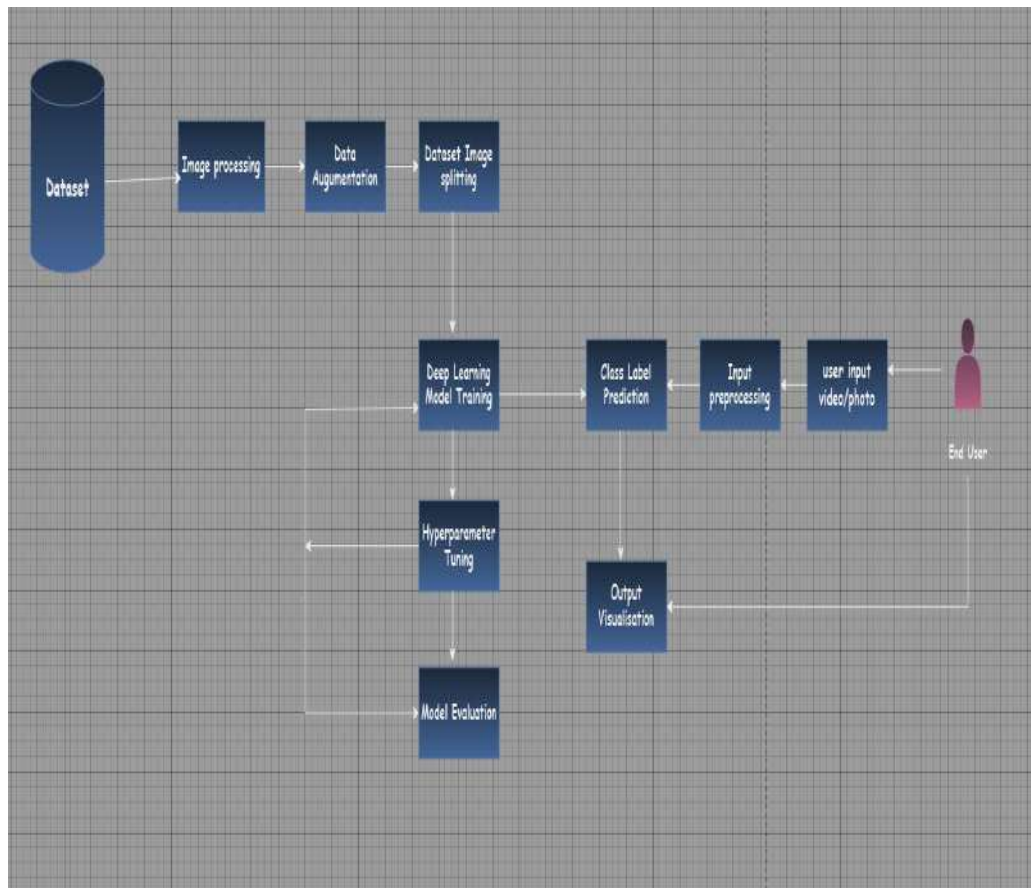 Dataset
Image processing
Data
Augumentation
Dataset Image
splitting
Deep Learning
Model Training
Class Label
Prediction
Input
preprocessing
user input
video/photo
End User
Hyperparameter
Tuning
Output
Visualisation
Model Evaluation